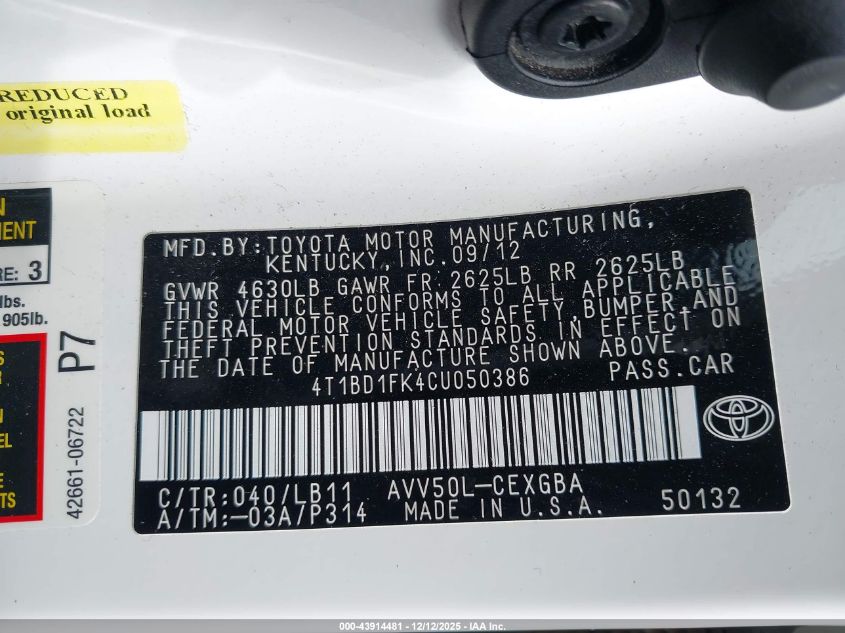 REDUCED
original load
N
MENT
RE: 3
lbs.
905lb.
P7
S
R
N
EL
E
TS
42661-06722
MFD.BY:TOYOTA MOTOR MANUFACTURING,
KENTUCKY,INC.09/12
GVWR 4630LB GAWR FR 2625LB RR 2625LB
THIS VEHICLE CONFORMS TO ALL APPLICABLE
FEDERAL MOTOR VEHICLE SAFETY,BUMPER,AND
THEFT PREVENTION STANDARDS IN EFFECT ON
THE DATE OF MANUFACTURE SHOWN ABOVE.
4T1BD1FK4CU050386 PASS.CAR
C/TR:040/LB11 AVV50L-CEXGBA
A/TM:-03A/P314 MADE IN U.S.A. 50132
000-43914481 - 12/12/2025 - IAA Inc.